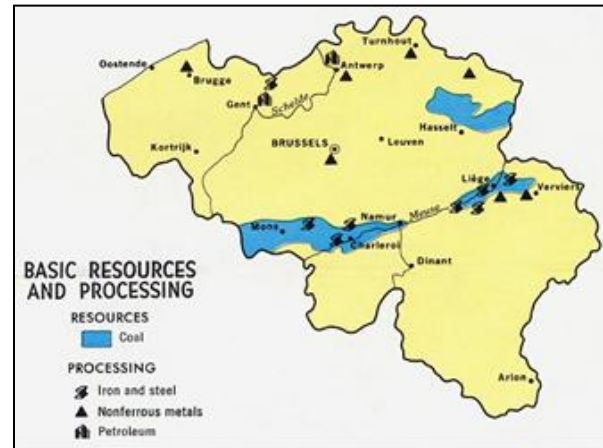 Turnhout
Oostende
Antwerp
Brugge
Gent
Schelde
Hasselt
Kortrijk
BRUSSELS
Louven
Liège
Verviers
Meuse
Mons
Namur
Charleroi
Dinant
BASIC RESOURCES
AND PROCESSING
RESOURCES
Coal
PROCESSING
Iron and steel
Nonferrous metals
Petroleum
Arlon